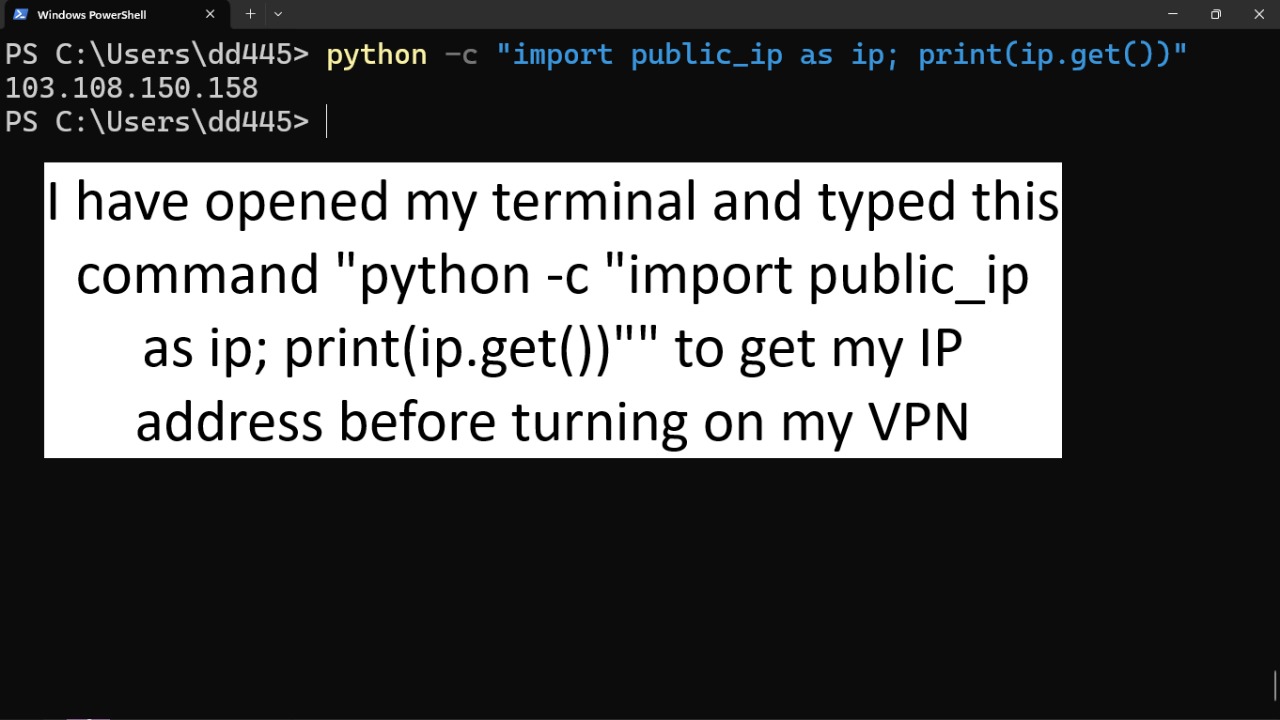 Windows PowerShell
PS C:\Users\dd445> python -c "import public_ip as ip; print(ip.get())"
103.108.150.158
PS C:\Users\dd445>
I have opened my terminal and typed this
command "python -c "import public_ip
as ip; print(ip.get())"" to get my IP
address before turning on my VPN